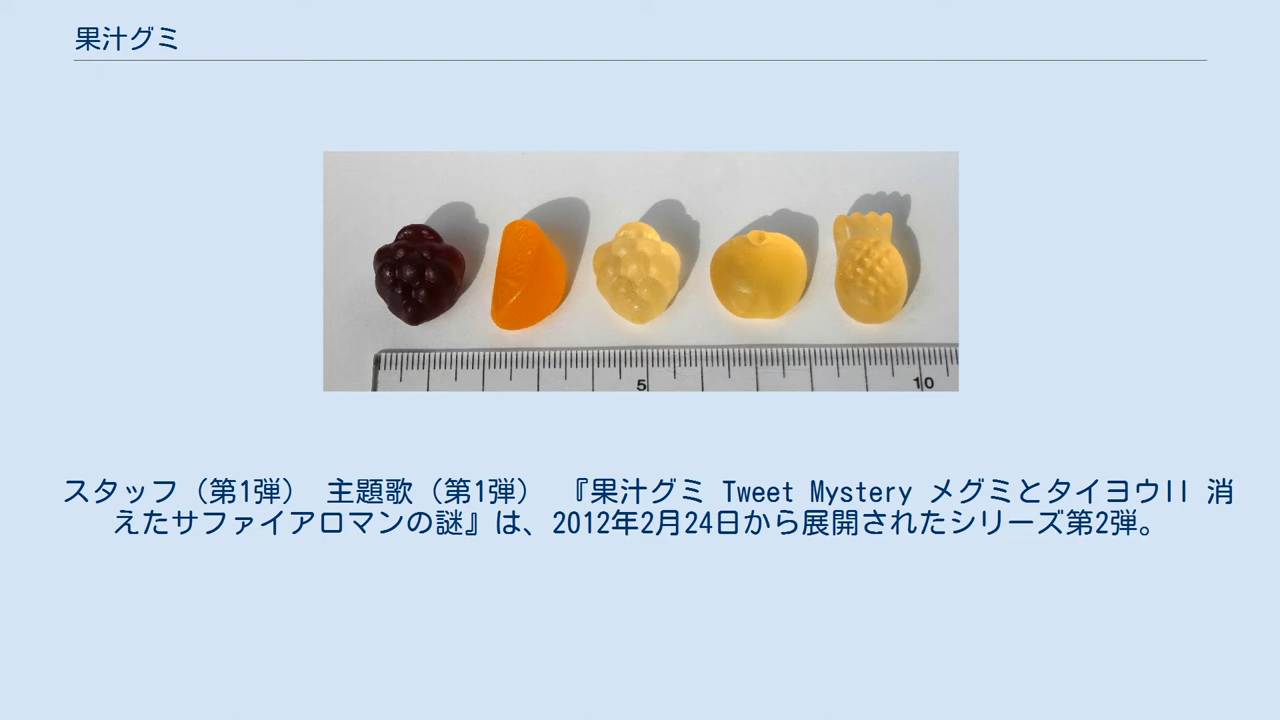 果汁グミ
5
10
スタッフ（第1弾） 主題歌（第1弾） 『果汁グミ Tweet Mystery メグミとタイヨウII 消
えたサファイアロマンの謎』は、2012年2月24日から展開されたシリーズ第2弾。